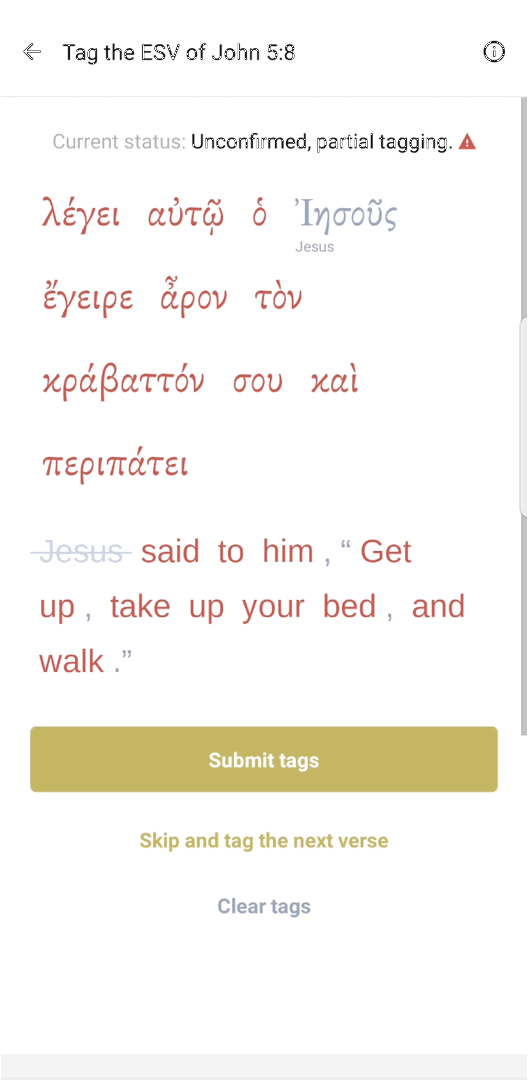 Tag the ESV of John 5:8
Current status: Unconfirmed, partial tagging.
λέγει αὐτῷ ὁ Ἰησοῦς
Jesus
ἔγειρε ἆρον τὸν
κράβαττόν σου καὶ
περιπάτει
Jesus said to him , “ Get
up , take up your bed , and
walk .”
Submit tags
Skip and tag the next verse
Clear tags